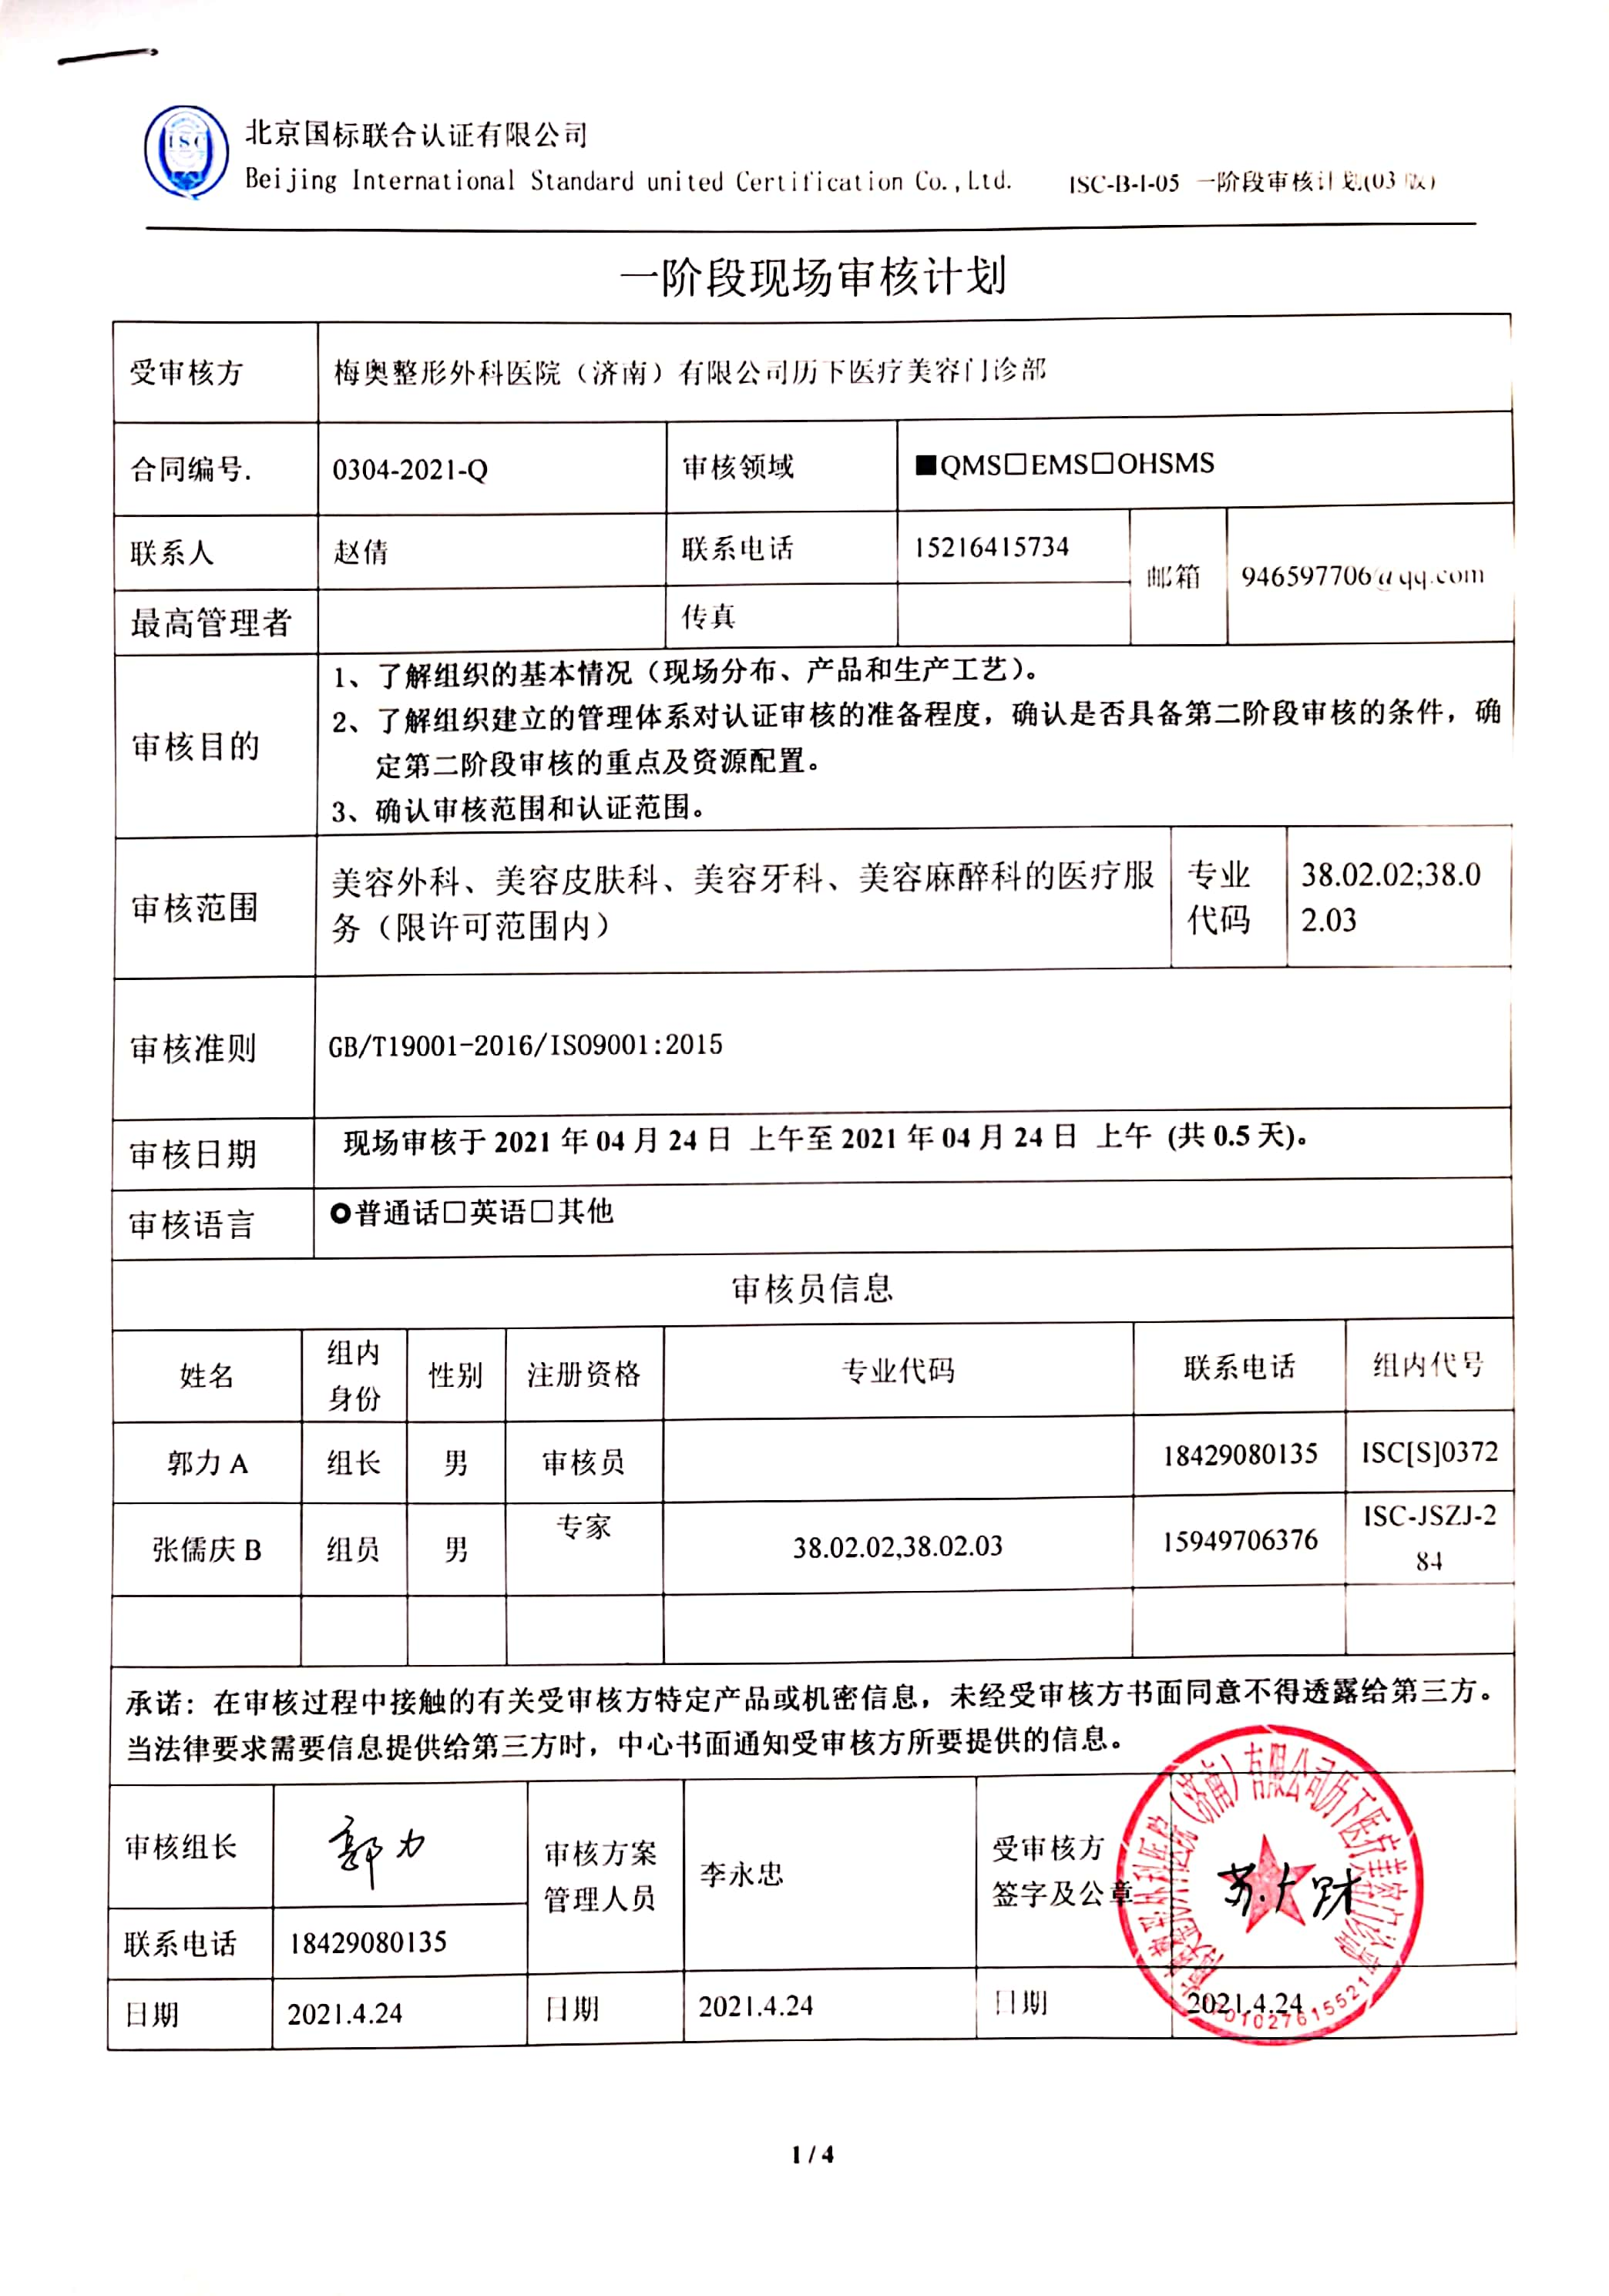 ISC
北京国标联合认证有限公司
Beijing International Standard united Certification Co.,Ltd.
ISC-B-I-05 一阶段审核计划(03 版)
一阶段现场审核计划
受审核方
梅奥整形外科医院（济南）有限公司历下医疗美容门诊部
合同编号.
0304-2021-Q
审核领域
■QMS□EMS□OHSMS
联系人
赵倩
联系电话
15216415734
邮箱
946597706@qq.com
最高管理者
传真
审核目的
1、了解组织的基本情况（现场分布、产品和生产工艺）。
2、了解组织建立的管理体系对认证审核的准备程度，确认是否具备第二阶段审核的条件，确
定第二阶段审核的重点及资源配置。
3、确认审核范围和认证范围。
审核范围
美容外科、美容皮肤科、美容牙科、美容麻醉科的医疗服
务（限许可范围内）
专业
代码
38.02.02;38.0
2.03
审核准则
GB/T19001-2016/ISO9001:2015
审核日期
现场审核于 2021 年 04 月 24 日 上午至 2021 年 04 月 24 日 上午 (共 0.5 天)。
审核语言
普通话□英语□其他
审核员信息
姓名
组内
身份
性别
注册资格
专业代码
联系电话
组内代号
郭力 A
组长
男
审核员
18429080135
ISC[S]0372
张儒庆 B
组员
男
专家
38.02.02,38.02.03
15949706376
ISC-JSZJ-2
84
承诺：在审核过程中接触的有关受审核方特定产品或机密信息，未经受审核方书面同意不得透露给第三方。
当法律要求需要信息提供给第三方时，中心书面通知受审核方所要提供的信息。
审核组长
郭力
审核方案
管理人员
李永忠
受审核方
签字及公章
联系电话
18429080135
日期
2021.4.24
日期
2021.4.24
日期
2021.4.24
1 / 4